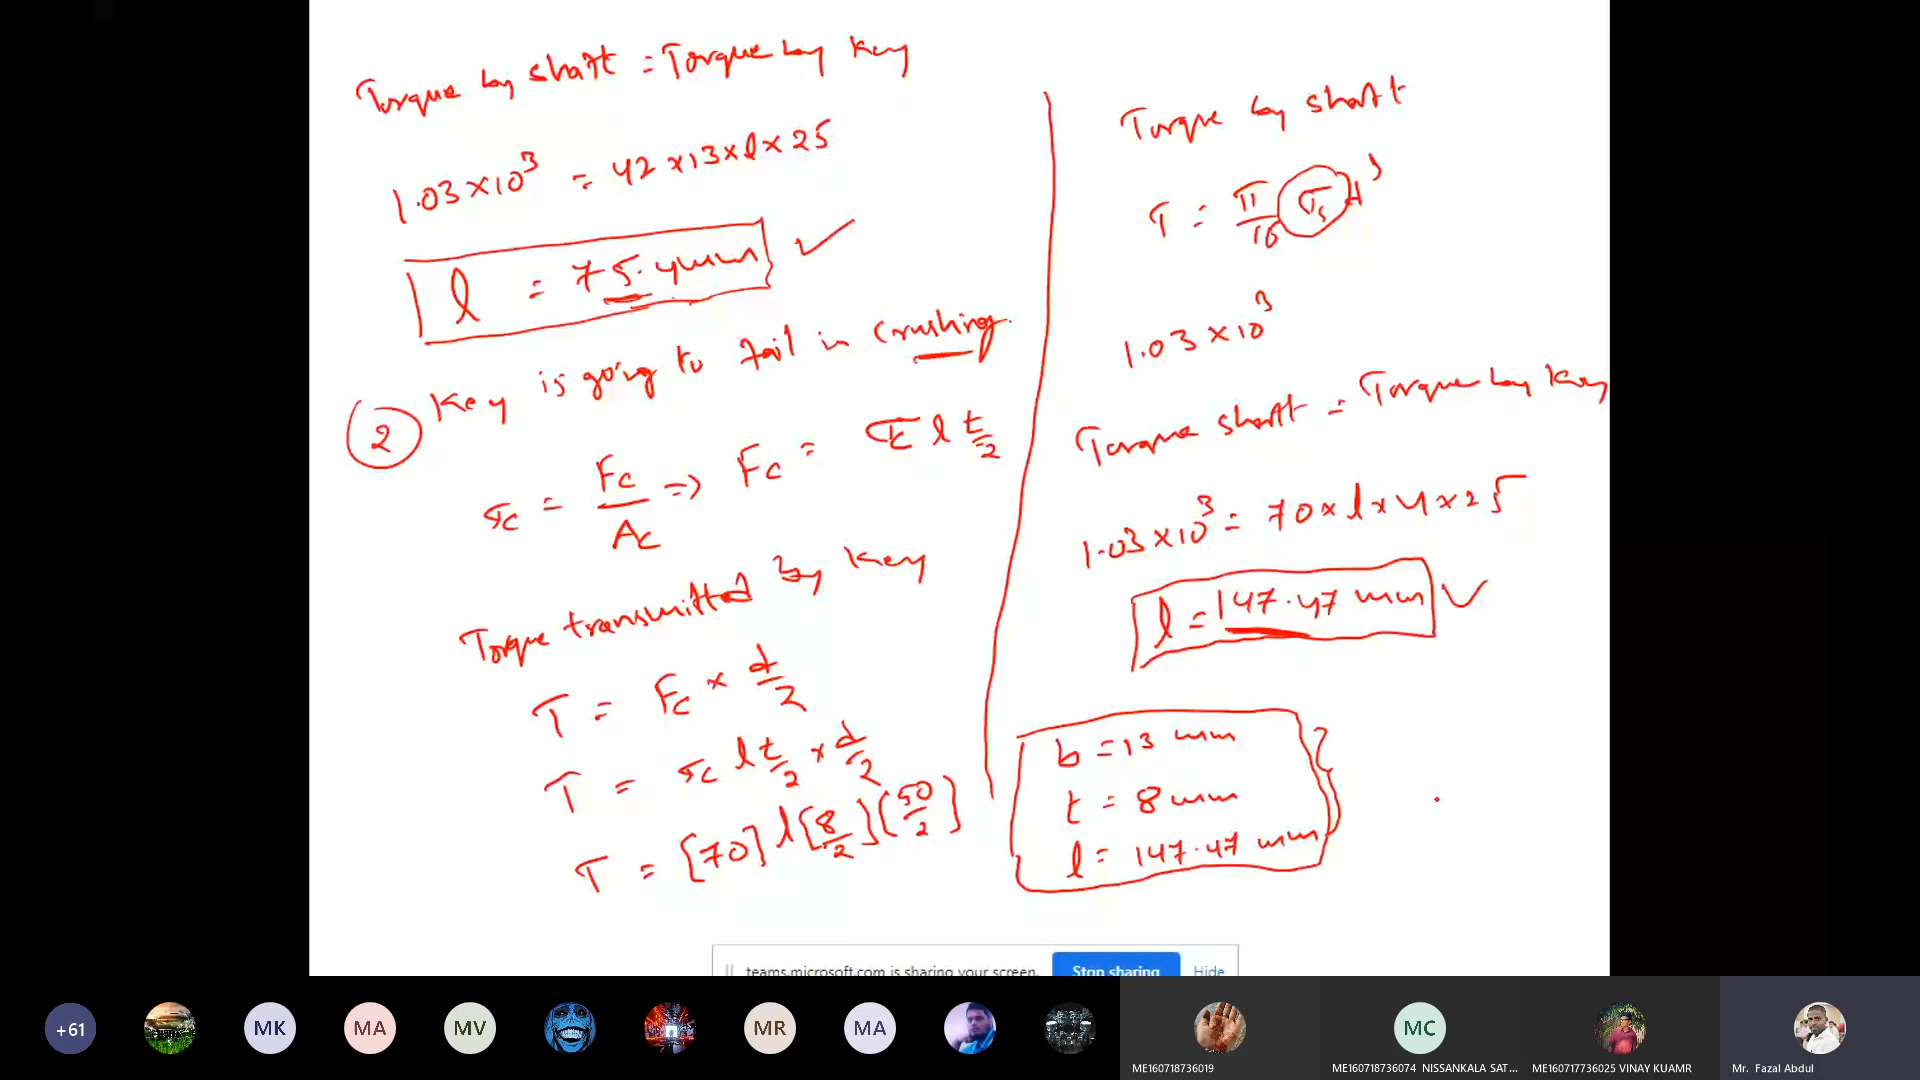 Torque by shaft = Torque by key
1.03×10³ = 42×13×l×25
l = 75.4mm ✓
② Key is going to fail in crushing.
σc = Fc/Ac ⇒ Fc = σc l t/2
Torque transmitted by key
T = Fc × d/2
T = σc l t/2 × d/2
T = [70] l [8/2] (50/2)
Torque by shaft
T = π/16 τs d³
1.03×10³
Torque shaft = Torque by key
1.03×10³ = 70×l×4×25
l = 147.47 mm ✓
b = 13 mm
t = 8mm
l = 147.47 mm
teams.microsoft.com is sharing your screen.
Stop sharing
Hide
+61
MK
MA
MV
MR
MA
MC
ME160718736019
ME160718736074 NISSANKALA SAT...
ME160717736025 VINAY KUAMR
Mr. Fazal Abdul